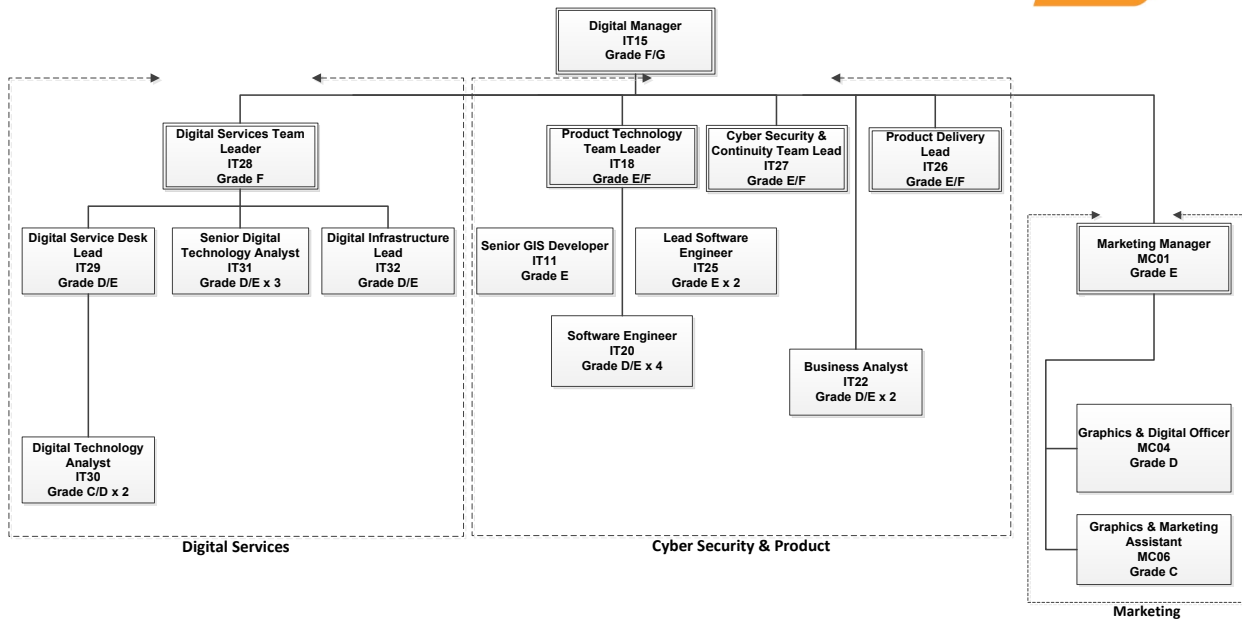 Digital Manager
IT15
Grade F/G
Digital Services Team
Leader
IT28
Grade F
Product Technology
Team Leader
IT18
Grade E/F
Cyber Security &
Continuity Team Lead
IT27
Grade E/F
Product Delivery
Lead
IT26
Grade E/F
Digital Service Desk
Lead
IT29
Grade D/E
Senior Digital
Technology Analyst
IT31
Grade D/E x 3
Digital Infrastructure
Lead
IT32
Grade D/E
Senior GIS Developer
IT11
Grade E
Lead Software
Engineer
IT25
Grade E x 2
Marketing Manager
MC01
Grade E
Software Engineer
IT20
Grade D/E x 4
Business Analyst
IT22
Grade D/E x 2
Digital Technology
Analyst
IT30
Grade C/D x 2
Graphics & Digital Officer
MC04
Grade D
Graphics & Marketing
Assistant
MC06
Grade C
Digital Services
Cyber Security & Product
Marketing